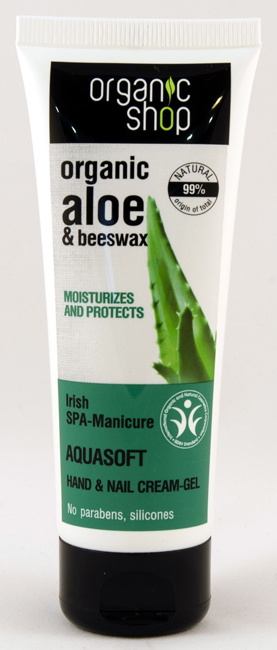 organic
shop
organic
aloe
& beeswax
NATURAL
99%
origin of total
MOISTURIZES
AND PROTECTS
Irish
SPA-Manicure
AQUASOFT
HAND & NAIL CREAM-GEL
No parabens, silicones